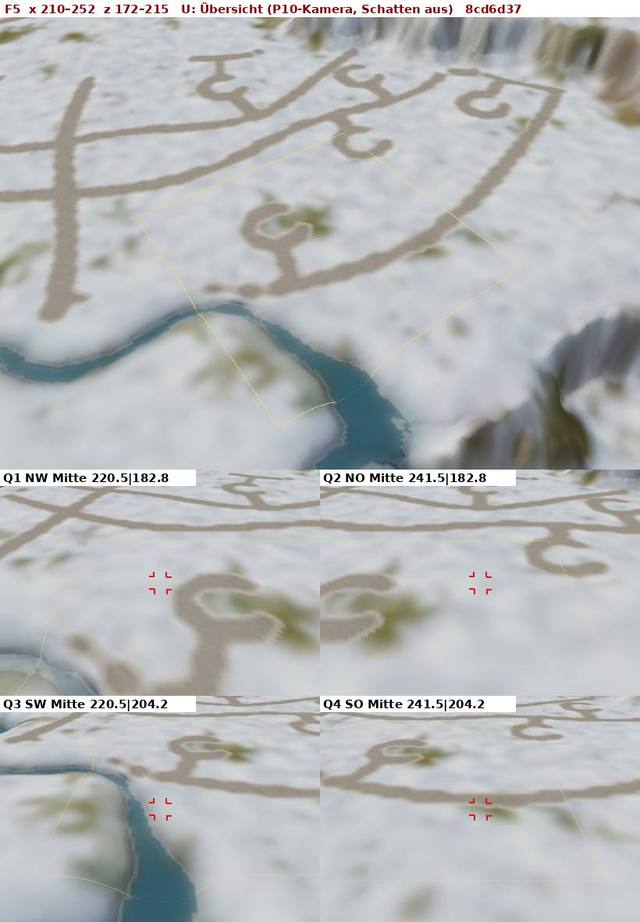 F5 x 210–252 z 172–215 U: Übersicht (P10-Kamera, Schatten aus) 8cd6d37
Q1 NW Mitte 220.5|182.8
Q2 NO Mitte 241.5|182.8
Q3 SW Mitte 220.5|204.2
Q4 SO Mitte 241.5|204.2